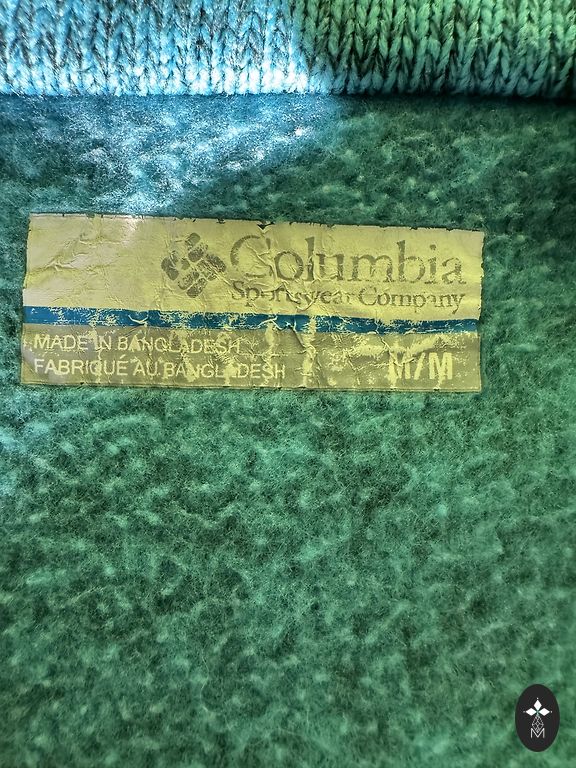 Columbia
Sportswear Company
MADE IN BANGLADESH
FABRIQUÉ AU BANGLADESH
M/M
M